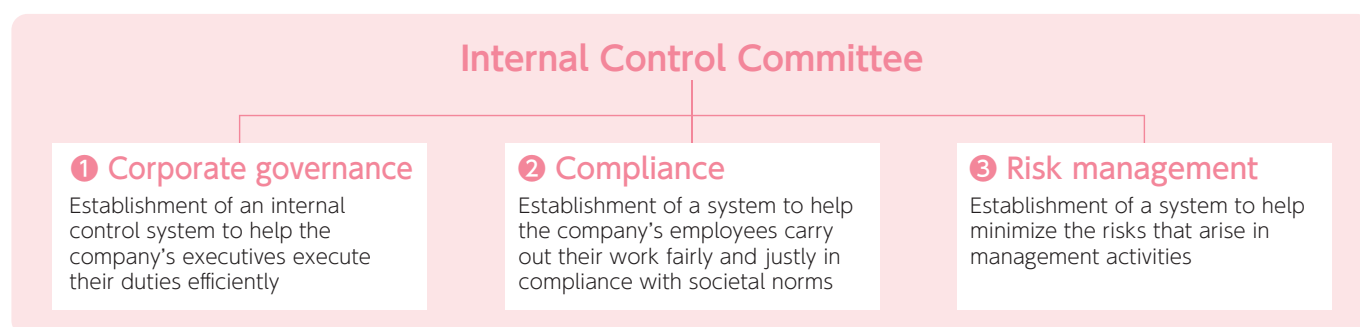 Internal Control Committee
❶ Corporate governance
Establishment of an internal
control system to help the
company’s executives execute
their duties efficiently
❷ Compliance
Establishment of a system to help
the company’s employees carry
out their work fairly and justly in
compliance with societal norms
❸ Risk management
Establishment of a system to help
minimize the risks that arise in
management activities